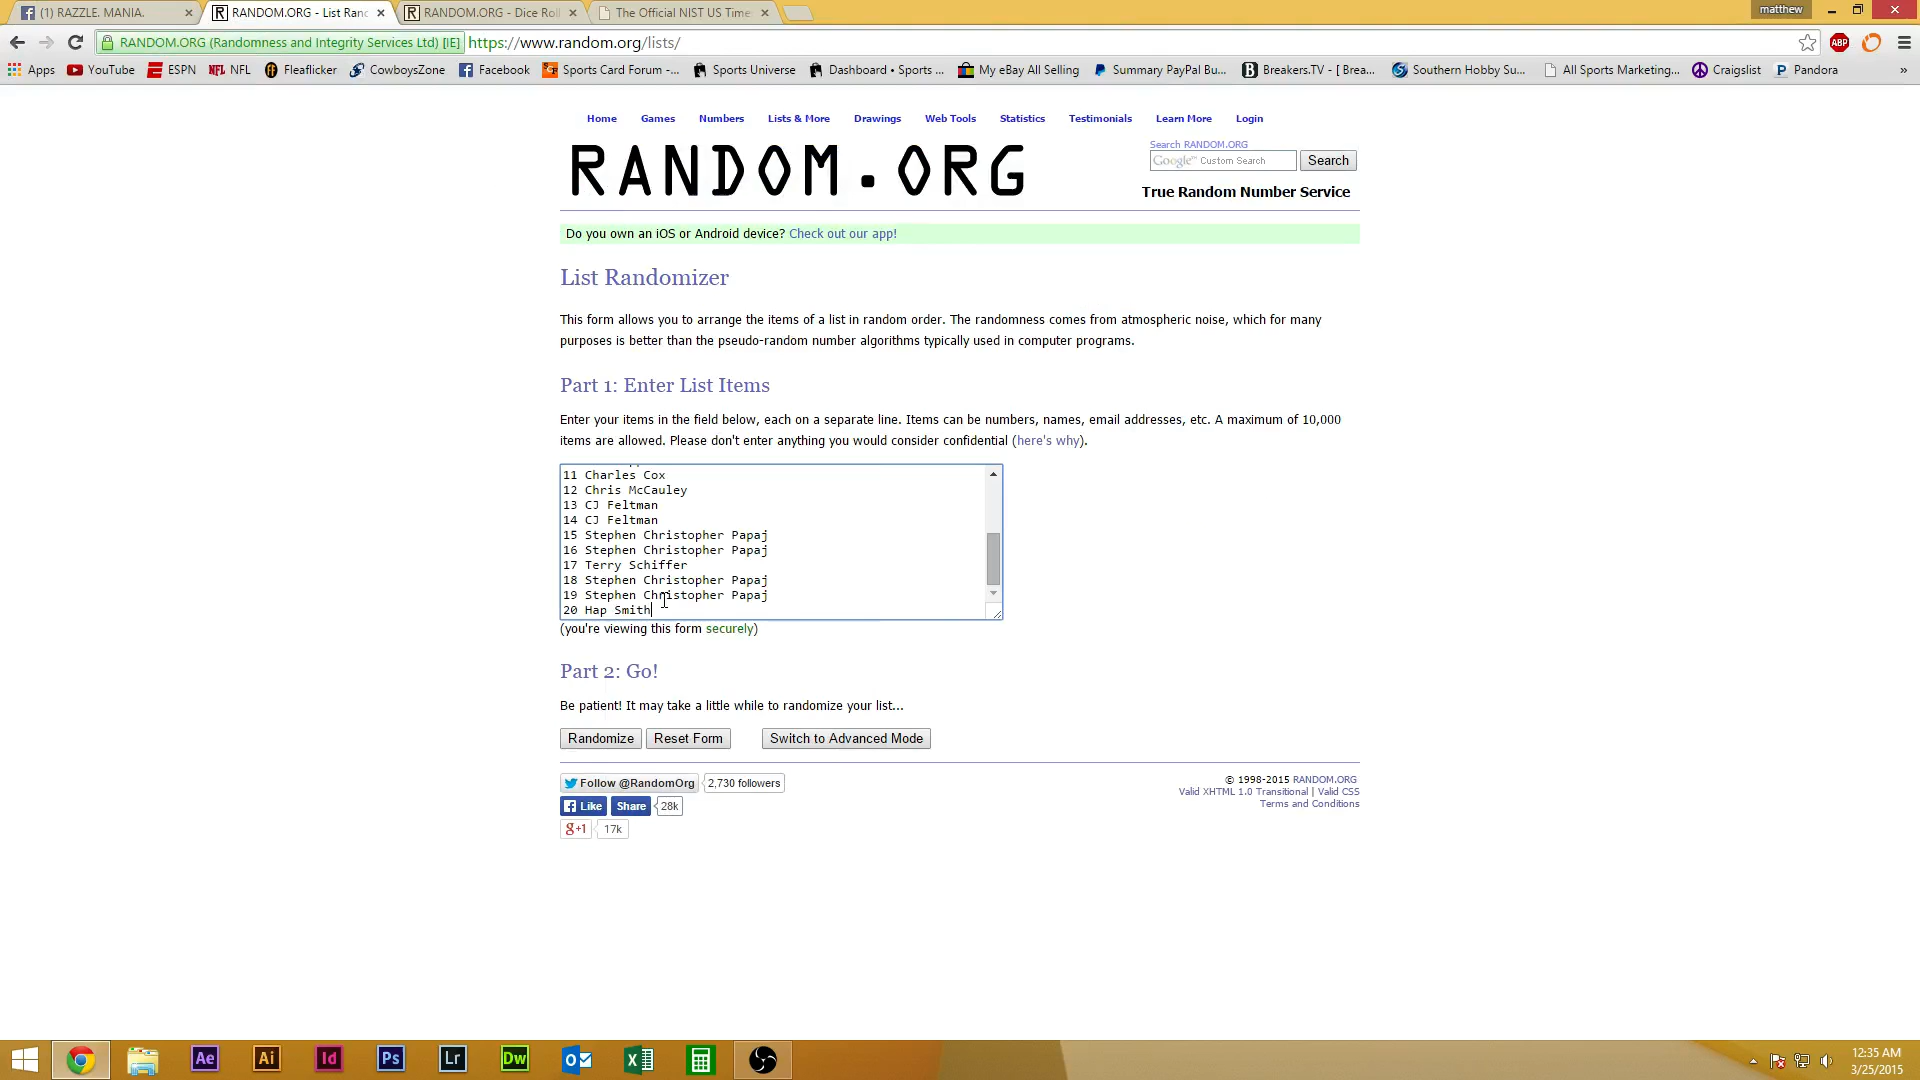 (1) RAZZLE. MANIA.
RANDOM.ORG - List Ran
RANDOM.ORG - Dice Roll
The Official NIST US Time
matthew
RANDOM.ORG (Randomness and Integrity Services Ltd) [IE]
https://www.random.org/lists/
ABP
Apps
YouTube
ESPN
NFL
Fleaflicker
CowboysZone
Facebook
Sports Card Forum -...
Sports Universe
Dashboard • Sports ...
My eBay All Selling
Summary PayPal Bu...
Breakers.TV - [ Brea...
Southern Hobby Su...
All Sports Marketing...
Craigslist
Pandora
»
Home Games Numbers Lists & More Drawings Web Tools Statistics Testimonials Learn More Login
RANDOM.ORG
Search RANDOM.ORG
Google™ Custom Search
Search
True Random Number Service
Do you own an iOS or Android device? Check out our app!
List Randomizer
This form allows you to arrange the items of a list in random order. The randomness comes from atmospheric noise, which for many
purposes is better than the pseudo-random number algorithms typically used in computer programs.
Part 1: Enter List Items
Enter your items in the field below, each on a separate line. Items can be numbers, names, email addresses, etc. A maximum of 10,000
items are allowed. Please don't enter anything you would consider confidential (here's why).
11 Charles Cox
12 Chris McCauley
13 CJ Feltman
14 CJ Feltman
15 Stephen Christopher Papaj
16 Stephen Christopher Papaj
17 Terry Schiffer
18 Stephen Christopher Papaj
19 Stephen Christopher Papaj
20 Hap Smith
(you're viewing this form securely)
Part 2: Go!
Be patient! It may take a little while to randomize your list...
Randomize
Reset Form
Switch to Advanced Mode
Follow @RandomOrg
2,730 followers
Like
Share
28k
g+1
17k
© 1998-2015 RANDOM.ORG
Valid XHTML 1.0 Transitional | Valid CSS
Terms and Conditions
Ae
Ai
Id
Ps
Lr
Dw
12:35 AM
3/25/2015